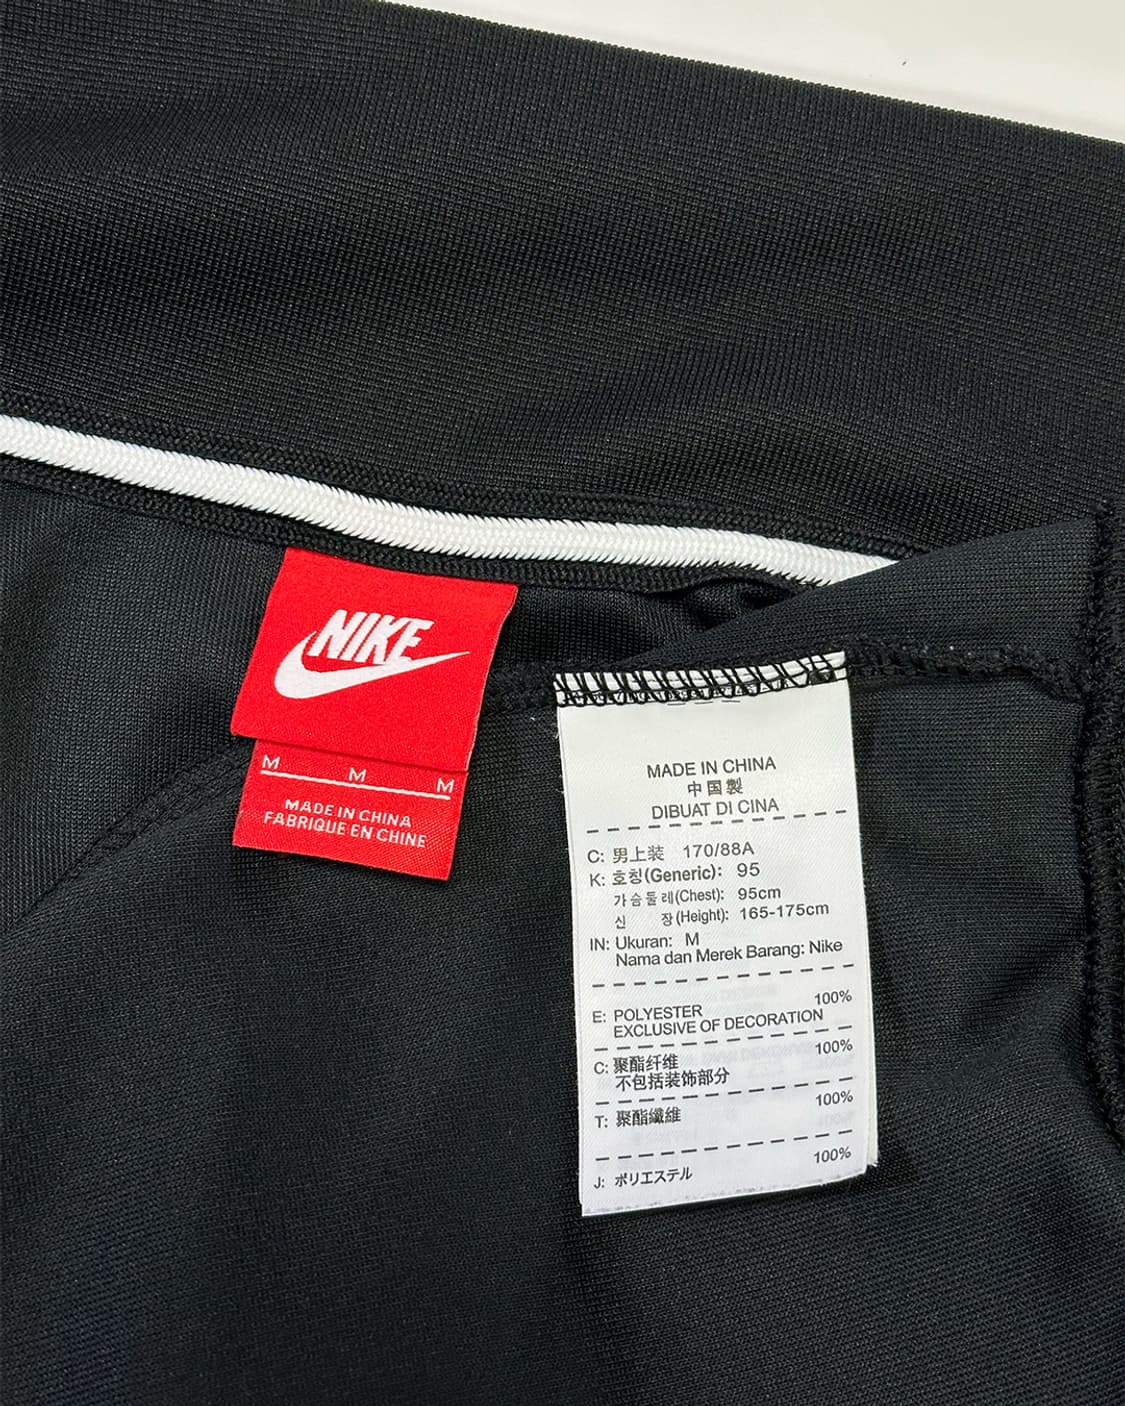 NIKE
M M M
MADE IN CHINA
FABRIQUE EN CHINE
MADE IN CHINA
中国製
DIBUAT DI CINA
C: 男上装 170/88A
K: 호칭(Generic): 95
가슴둘레(Chest): 95cm
신 장(Height): 165-175cm
IN: Ukuran: M
Nama dan Merek Barang: Nike
E: POLYESTER 100%
EXCLUSIVE OF DECORATION
C: 聚酯纤维 100%
不包括装饰部分
T: 聚酯纖維 100%
J: ポリエステル 100%